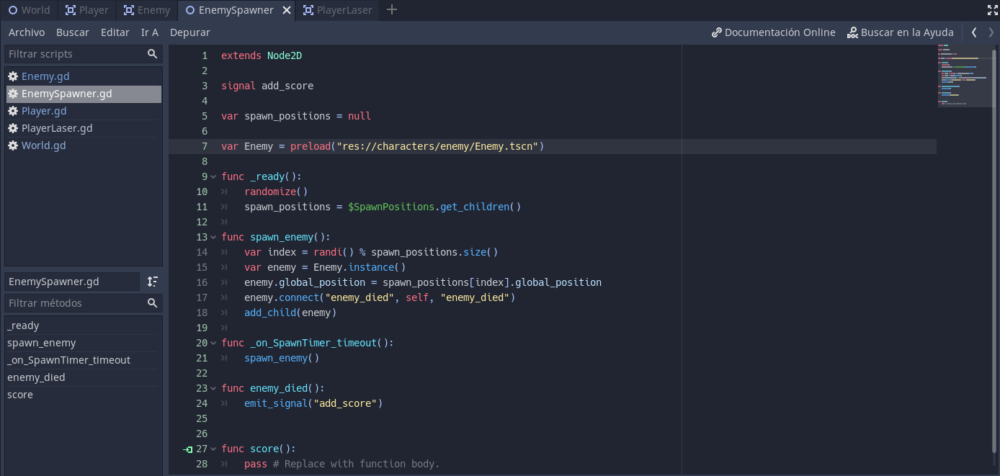 World Player Enemy EnemySpawner PlayerLaser
Archivo Buscar Editar Ir A Depurar Documentación Online Buscar en la Ayuda
Filtrar scripts
Enemy.gd
EnemySpawner.gd
Player.gd
PlayerLaser.gd
World.gd
EnemySpawner.gd
Filtrar métodos
_ready
spawn_enemy
_on_SpawnTimer_timeout
enemy_died
score
1 extends Node2D
2
3 signal add_score
4
5 var spawn_positions = null
6
7 var Enemy = preload("res://characters/enemy/Enemy.tscn")
8
9 func _ready():
10 randomize()
11 spawn_positions = $SpawnPositions.get_children()
12
13 func spawn_enemy():
14 var index = randi() % spawn_positions.size()
15 var enemy = Enemy.instance()
16 enemy.global_position = spawn_positions[index].global_position
17 enemy.connect("enemy_died", self, "enemy_died")
18 add_child(enemy)
19
20 func _on_SpawnTimer_timeout():
21 spawn_enemy()
22
23 func enemy_died():
24 emit_signal("add_score")
25
26
27 func score():
28 pass # Replace with function body.